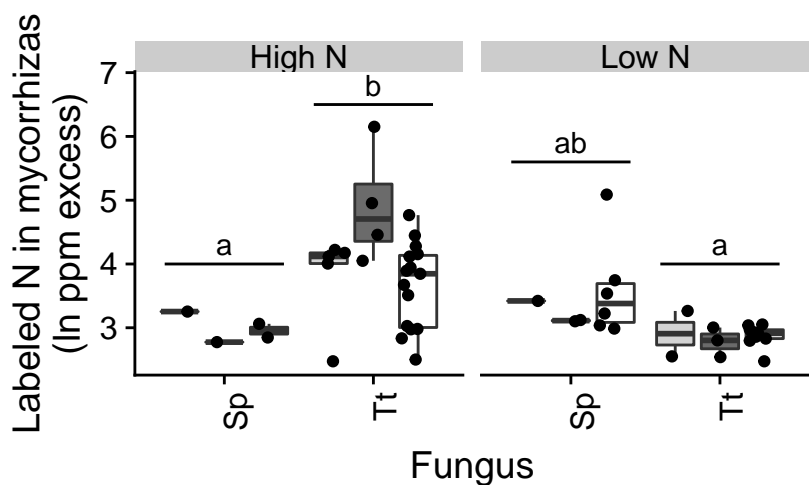 High N
Low N
Labeled N in mycorrhizas
(ln ppm excess)
7
6
5
4
3
a
b
ab
a
Sp
Tt
Sp
Tt
Fungus